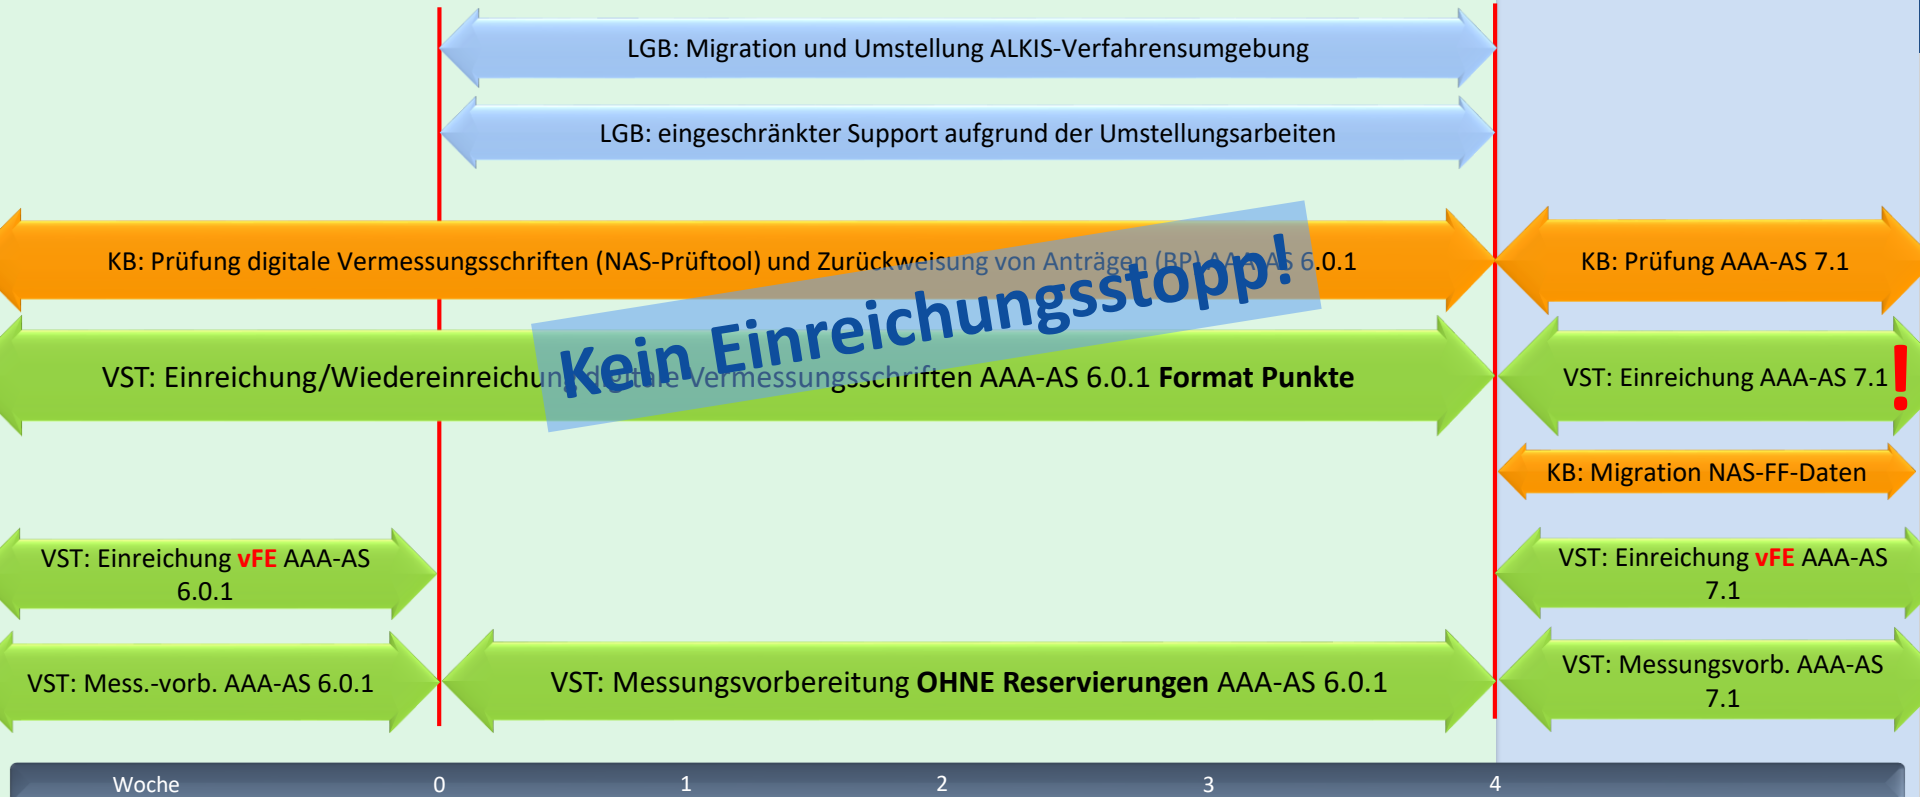 LGB: Migration und Umstellung ALKIS-Verfahrensumgebung
LGB: eingeschränkter Support aufgrund der Umstellungsarbeiten
KB: Prüfung digitale Vermessungsschriften (NAS-Prüftool) und Zurückweisung von Anträgen (BP) AAA-AS 6.0.1
KB: Prüfung AAA-AS 7.1
Kein Einreichungsstopp!
VST: Einreichung/Wiedereinreichung digitale Vermessungsschriften AAA-AS 6.0.1 Format Punkte
VST: Einreichung AAA-AS 7.1
!
KB: Migration NAS-FF-Daten
VST: Einreichung vFE AAA-AS
6.0.1
VST: Einreichung vFE AAA-AS
7.1
VST: Mess.-vorb. AAA-AS 6.0.1
VST: Messungsvorbereitung OHNE Reservierungen AAA-AS 6.0.1
VST: Messungsvorb. AAA-AS
7.1
Woche 0 1 2 3 4